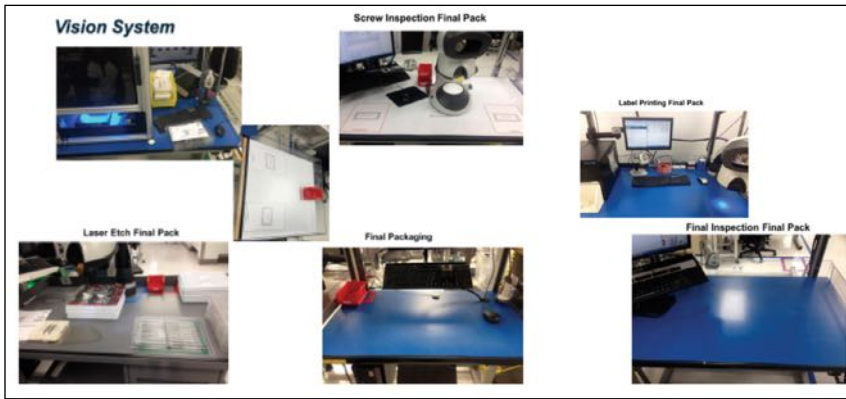 Vision System
Screw Inspection Final Pack
Label Printing Final Pack
Laser Etch Final Pack
Final Packaging
Final Inspection Final Pack